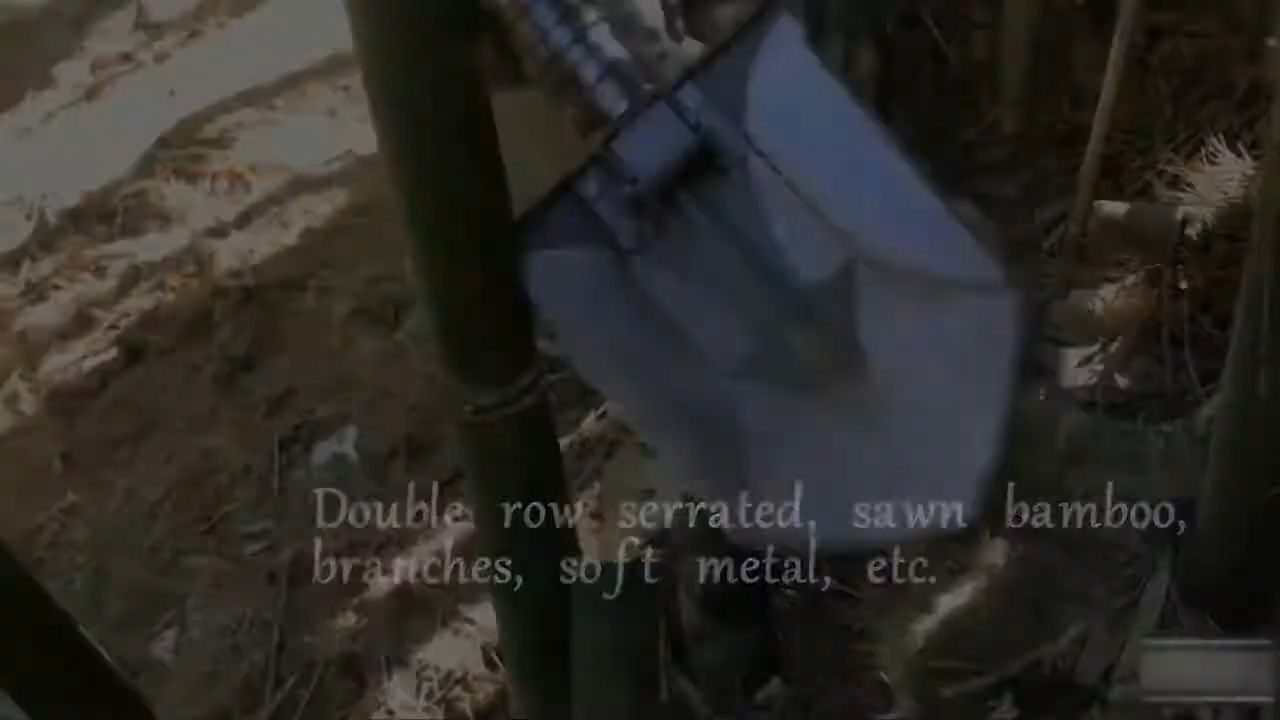 Double row serrated, sawn bamboo,
branches, soft metal, etc.